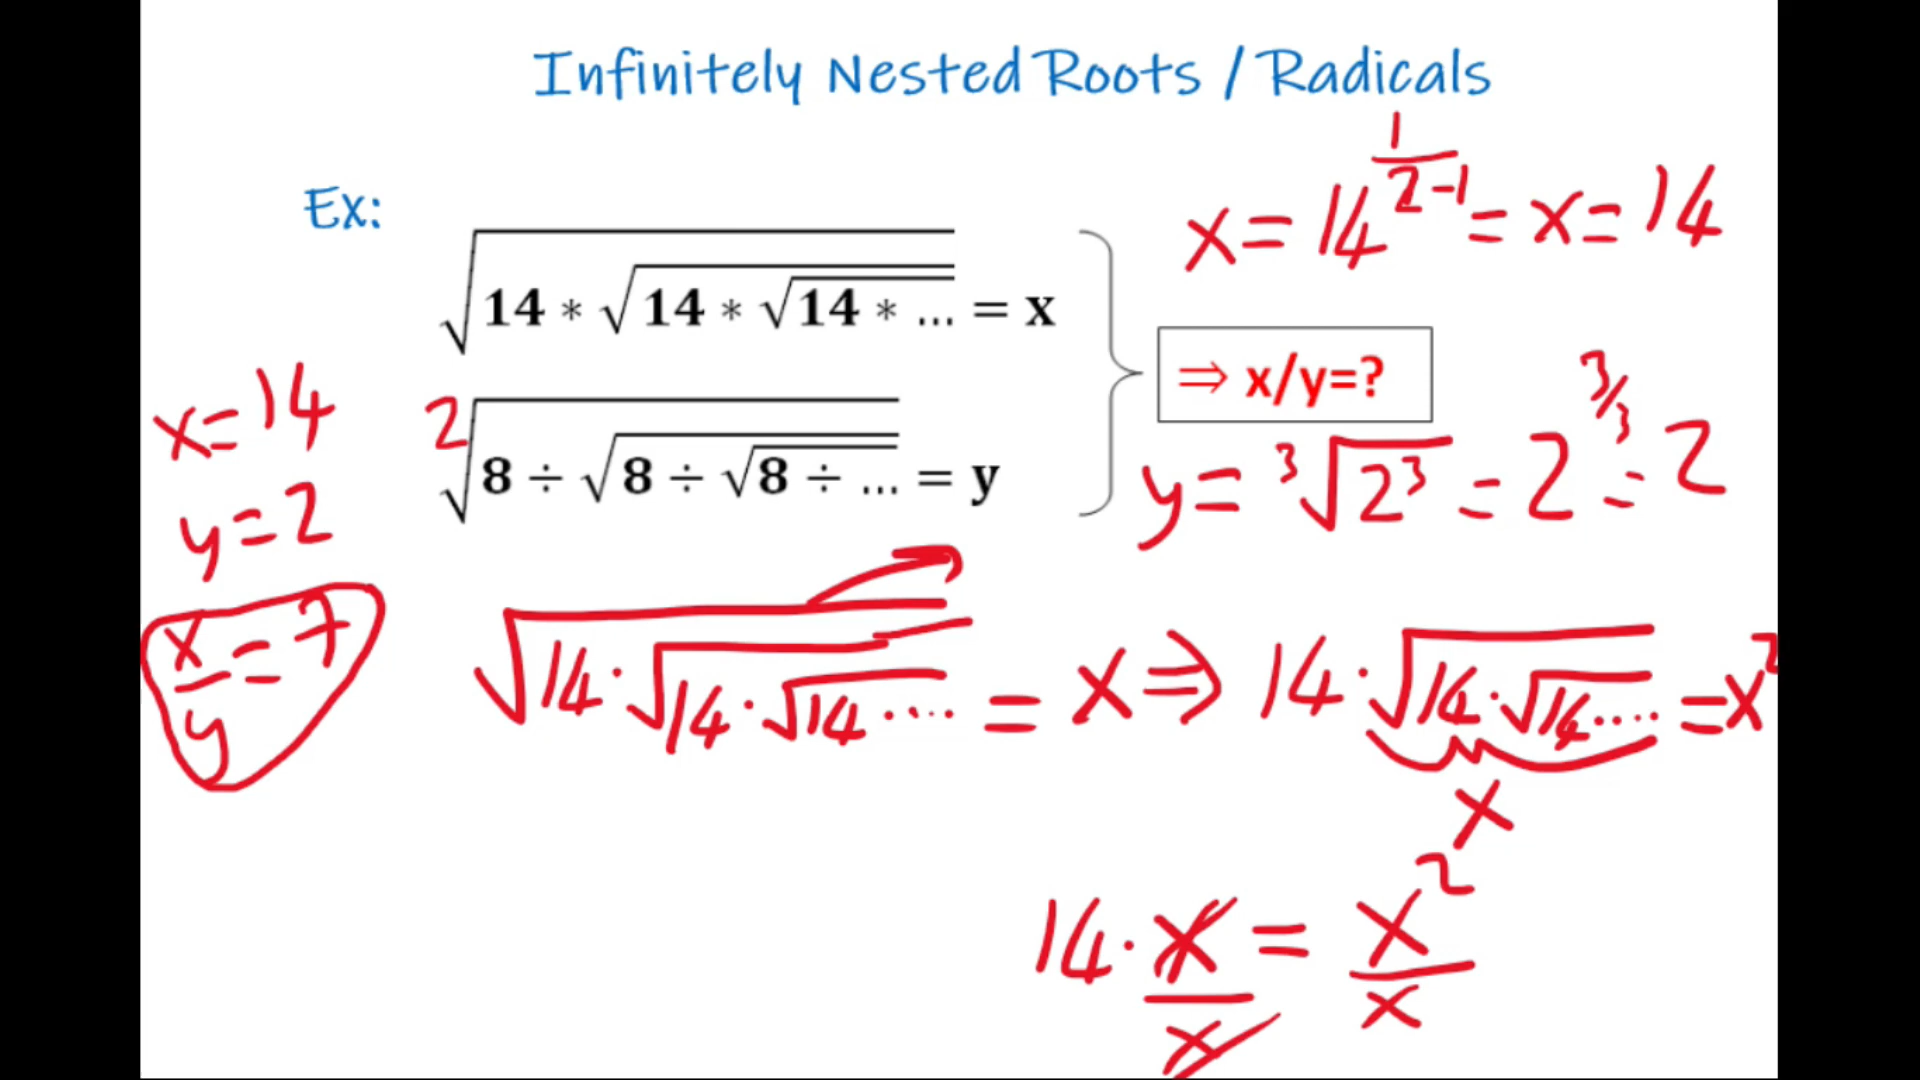 Infinitely Nested Roots / Radicals
Ex:
√(14 * √(14 * √(14 * ...))) = x
x = 14^(1/(2-1)) = x = 14
⇒ x/y=?
²√(8 ÷ √(8 ÷ √(8 ÷ ...))) = y
y = ³√(2³) = 2^(3/3) = 2
x = 14
y = 2
x/y = 7
√(14 · √(14 · √(14 ····))) = x ⇒ 14 · √(14 · √(14 ····)) = x²
x
14 · x/x = x²/x